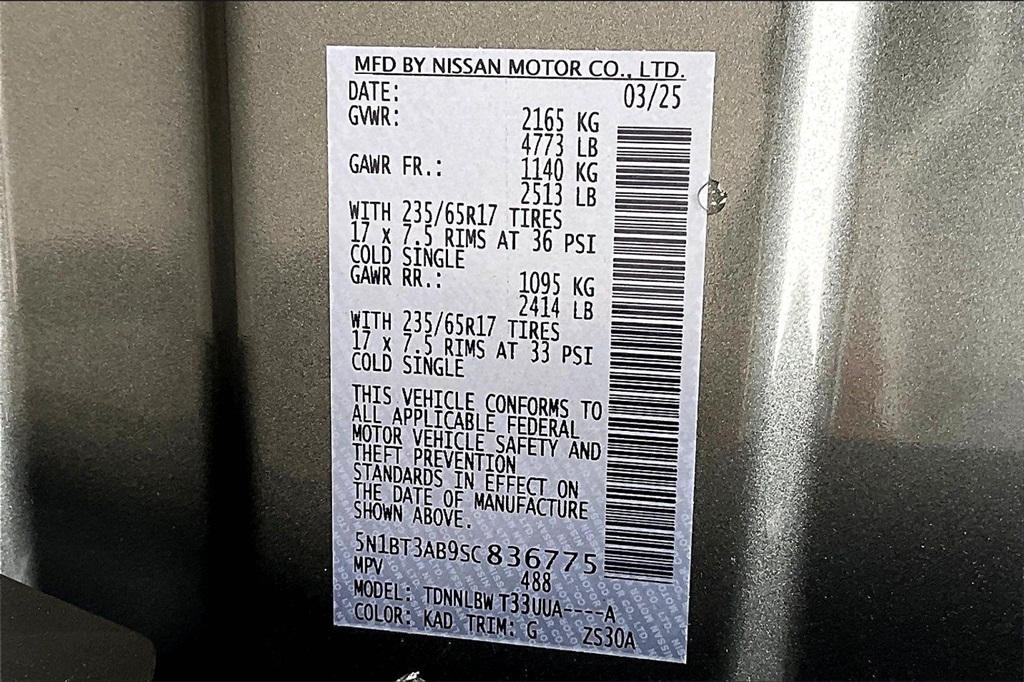 MFD BY NISSAN MOTOR CO., LTD.
DATE: 03/25
GVWR: 2165 KG
4773 LB
GAWR FR.: 1140 KG
2513 LB
WITH 235/65R17 TIRES
17 x 7.5 RIMS AT 36 PSI
COLD SINGLE
GAWR RR.: 1095 KG
2414 LB
WITH 235/65R17 TIRES
17 x 7.5 RIMS AT 33 PSI
COLD SINGLE
THIS VEHICLE CONFORMS TO
ALL APPLICABLE FEDERAL
MOTOR VEHICLE SAFETY AND
THEFT PREVENTION
STANDARDS IN EFFECT ON
THE DATE OF MANUFACTURE
SHOWN ABOVE.
5N1BT3AB9SC836775
MPV 488
MODEL: TDNNLBW T33UUA----A
COLOR: KAD TRIM: G ZS30A